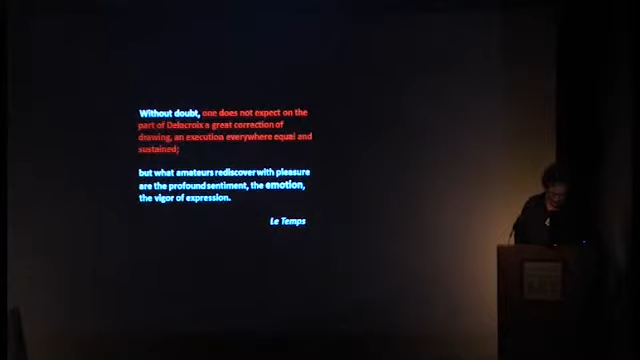 Without doubt, one does not expect on the
part of Delacroix a great correction of
drawing, an execution everywhere equal and
sustained;
but what amateurs rediscover with pleasure
are the profound sentiment, the emotion,
the vigor of expression.
Le Temps